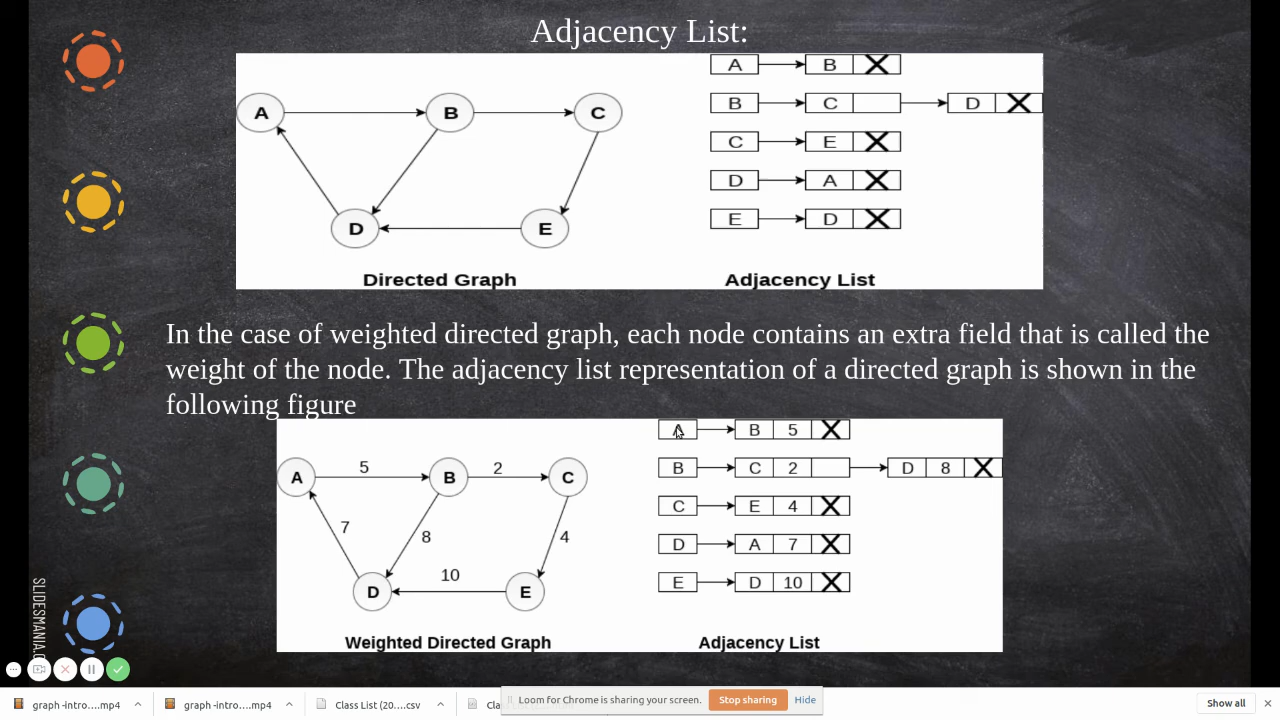 Adjacency List:
A B
B C D
C E
D A
E D
A B C
D E
Directed Graph Adjacency List
In the case of weighted directed graph, each node contains an extra field that is called the
weight of the node. The adjacency list representation of a directed graph is shown in the
following figure
A B 5
B C 2 D 8
C E 4
D A 7
E D 10
A 5 B 2 C
7 8 4
10
D E
Weighted Directed Graph Adjacency List
SLIDESMANIA.C
graph -intro....mp4 graph -intro....mp4 Class List (20....csv Cla
Loom for Chrome is sharing your screen. Stop sharing Hide
Show all